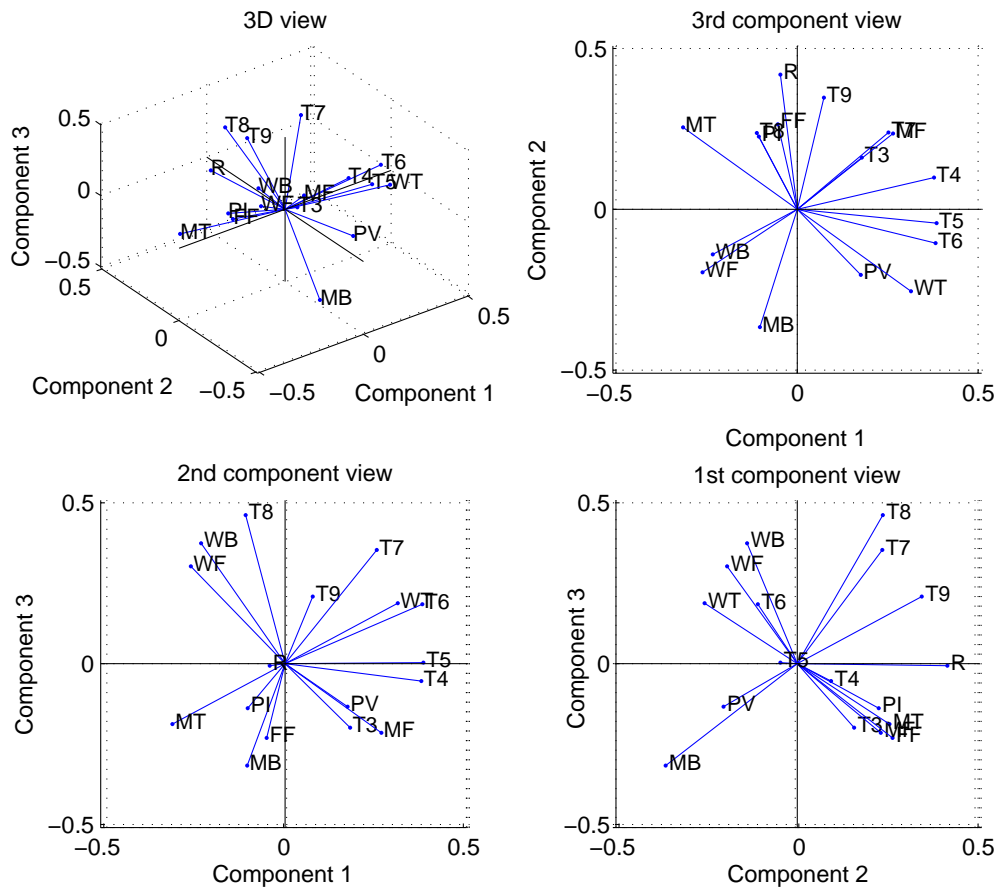 3D view
T8
T9
T7
R
WB
T4
T6
T5
WT
MF
WF
T3
PI
FF
MT
PV
MB
0.5
0
−0.5
Component 3
0.5
0
−0.5
Component 2
−0.5
0
0.5
Component 1
3rd component view
0.5
R
T9
FF
MT
T8
PI
T7
MF
T3
T4
0
T5
T6
WB
WF
PV
WT
MB
−0.5
−0.5
0
0.5
Component 2
Component 1
2nd component view
0.5
T8
WB
WF
T7
T9
WT
T6
0
R
T5
T4
PI
PV
MT
FF
T3
MF
MB
−0.5
−0.5
0
0.5
Component 3
Component 1
1st component view
0.5
T8
WB
T7
WF
WT
T6
T9
0
T5
R
T4
PV
PI
MT
T3
MF
FF
MB
−0.5
−0.5
0
0.5
Component 3
Component 2